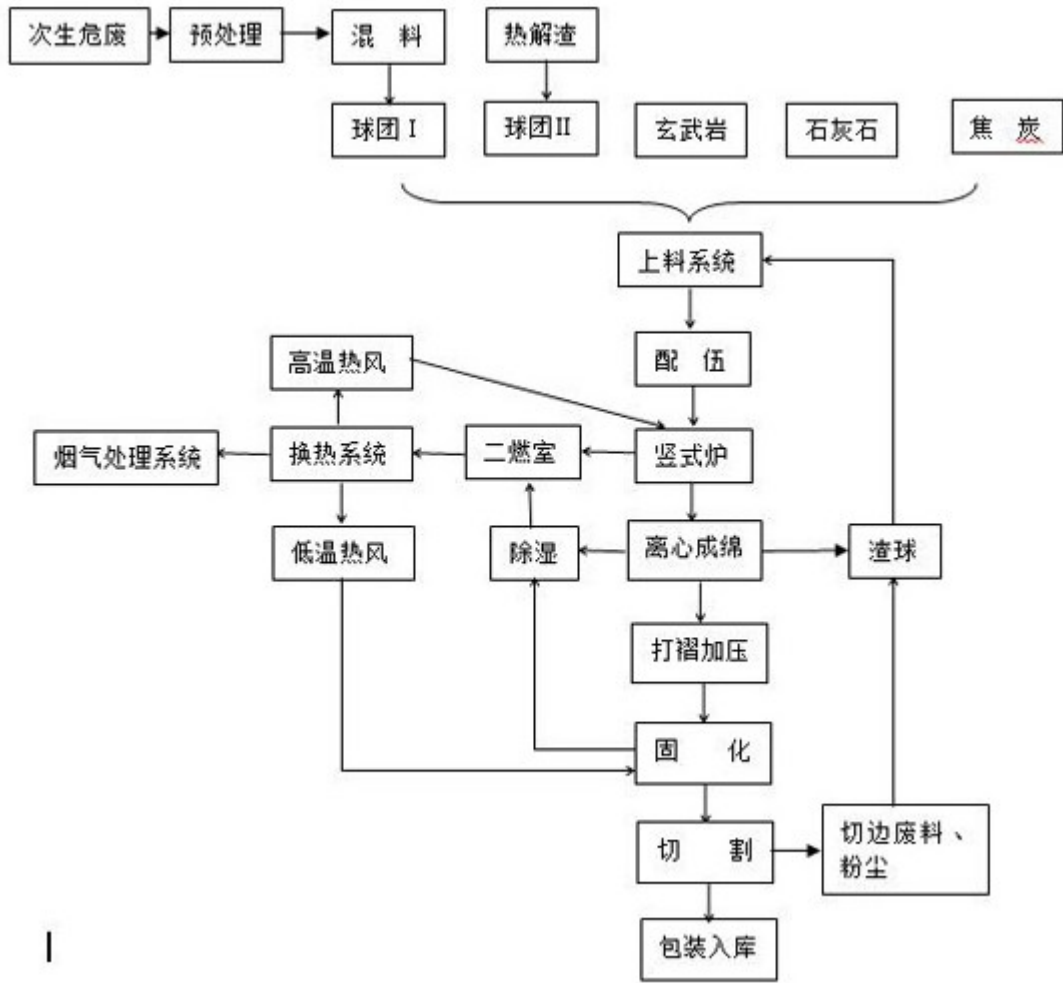 次生危废
预处理
混 料
热解渣
球团 I
球团II
玄武岩
石灰石
焦 炭
上料系统
高温热风
配 伍
烟气处理系统
换热系统
二燃室
竖式炉
低温热风
除湿
离心成绵
渣球
打褶加压
固 化
切 割
切边废料、
粉尘
包装入库